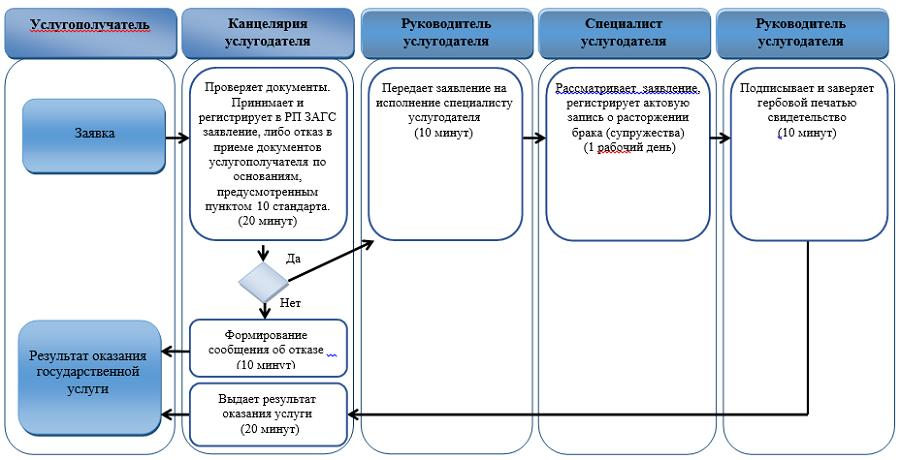 Услугополучатель
Канцелярия
услугодателя
Руководитель
услугодателя
Специалист
услугодателя
Руководитель
услугодателя
Заявка
Проверяет документы.
Принимает и
регистрирует в РП ЗАГС
заявление, либо отказ в
приеме документов
услугополучателя по
основаниям,
предусмотренным
пунктом 10 стандарта.
(20 минут)
Передает заявление на
исполнение специалисту
услугодателя
(10 минут)
Рассматривает заявление,
регистрирует актовую
запись о расторжении
брака (супружества)
(1 рабочий день)
Подписывает и заверяет
гербовой печатью
свидетельство
(10 минут)
Да
Нет
Формирование
сообщения об отказе
(10 минут)
Выдает результат
оказания услуги
(20 минут)
Результат оказания
государственной
услуги